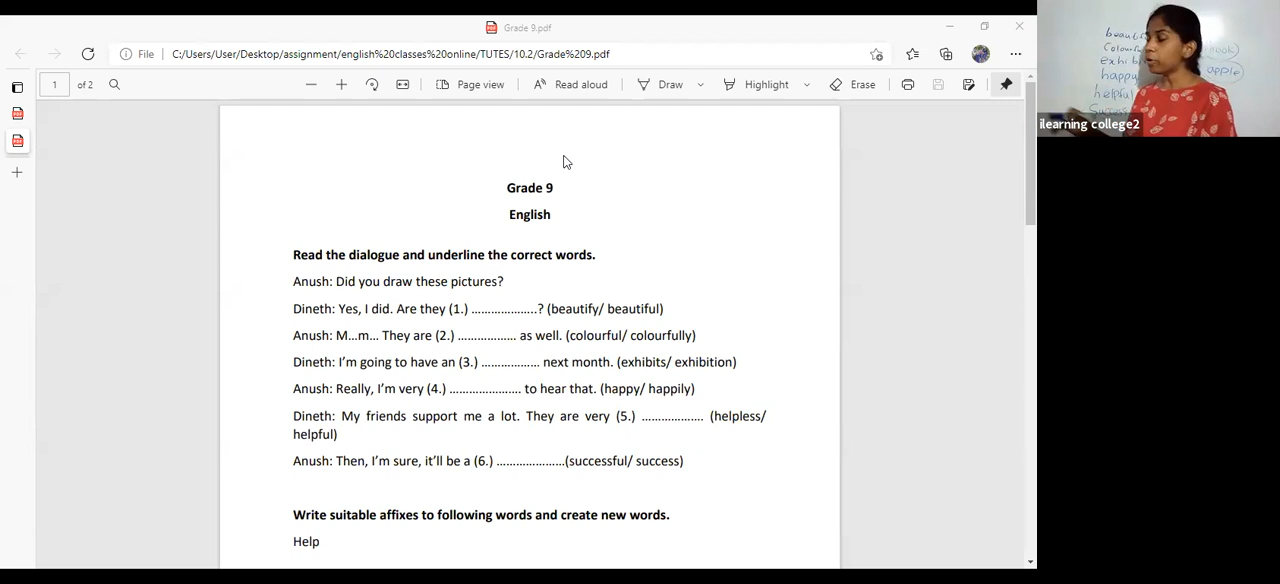 Grade 9.pdf
File
C:/Users/User/Desktop/assignment/english%20classes%20online/TUTES/10.2/Grade%209.pdf
1 of 2
Page view
Read aloud
Draw
Highlight
Erase
Grade 9
English
Read the dialogue and underline the correct words.
Anush: Did you draw these pictures?
Dineth: Yes, I did. Are they (1.) ………………..? (beautify/ beautiful)
Anush: M…m… They are (2.) ……………… as well. (colourful/ colourfully)
Dineth: I'm going to have an (3.) ……………… next month. (exhibits/ exhibition)
Anush: Really, I'm very (4.) …………………. to hear that. (happy/ happily)
Dineth: My friends support me a lot. They are very (5.) ………………. (helpless/
helpful)
Anush: Then, I'm sure, it'll be a (6.) …………………(successful/ success)
Write suitable affixes to following words and create new words.
Help
happy
apple
helpful
ilearning college2